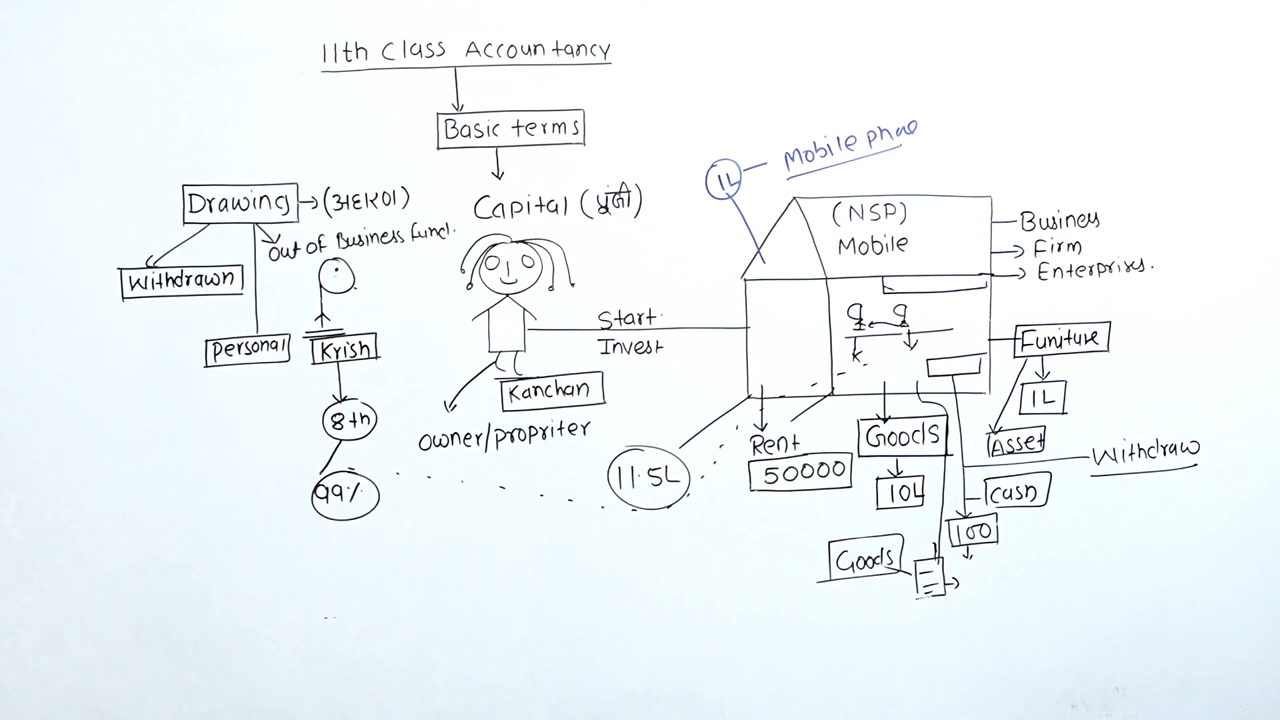 11th Class Accountancy
Basic terms
Mobile phae
1L
Drawing (आहरण)
Capital (पूंजी)
(NSP)
Mobile
Business
Firm
Enterprises.
Out of Business fund.
Withdrawn
Personal
Krish
8th
99%
Start
Invest
Kanchan
Owner/propriter
k
Funiture
1L
Asset
Rent
50000
11.5L
Goods
10L
Withdraw
Cash
100
Goods